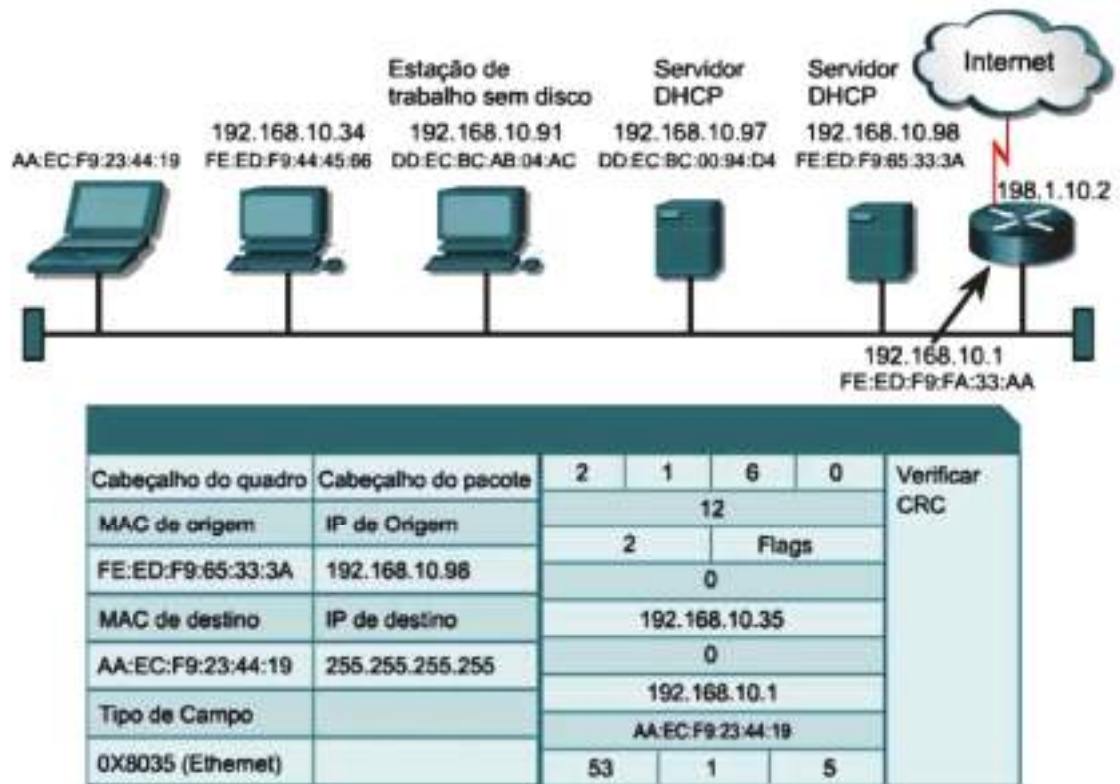 Internet
Estação de
trabalho sem disco
Servidor
DHCP
Servidor
DHCP
192.168.10.34
192.168.10.91
192.168.10.97
192.168.10.98
AA:EC:F9:23:44:19
FE:ED:F9:44:45:66
DD:EC:BC:AB:04:AC
DD:EC:BC:00:94:D4
FE:ED:F9:65:33:3A
198.1.10.2
192.168.10.1
FE:ED:F9:FA:33:AA
Cabeçalho do quadro
Cabeçalho do pacote
2 1 6 0
Verificar
CRC
12
MAC de origem
IP de Origem
2 Flags
FE:ED:F9:65:33:3A
192.168.10.98
0
MAC de destino
IP de destino
192.168.10.35
AA:EC:F9:23:44:19
255.255.255.255
0
192.168.10.1
Tipo de Campo
AA:EC:F9:23:44:19
0X8035 (Ethernet)
53 1 5